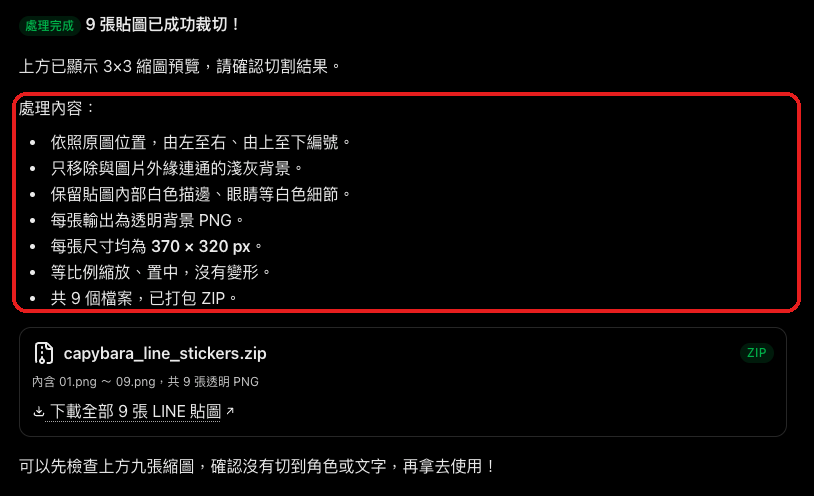 處理完成 9 張貼圖已成功裁切！
上方已顯示 3×3 縮圖預覽，請確認切割結果。
處理內容：
• 依照原圖位置，由左至右、由上至下編號。
• 只移除與圖片外緣連通的淺灰背景。
• 保留貼圖內部白色描邊、眼睛等白色細節。
• 每張輸出為透明背景 PNG。
• 每張尺寸均為 370 × 320 px。
• 等比例縮放、置中，沒有變形。
• 共 9 個檔案，已打包 ZIP。
capybara_line_stickers.zip
ZIP
內含 01.png ～ 09.png，共 9 張透明 PNG
下載全部 9 張 LINE 貼圖↗
可以先檢查上方九張縮圖，確認沒有切到角色或文字，再拿去使用！